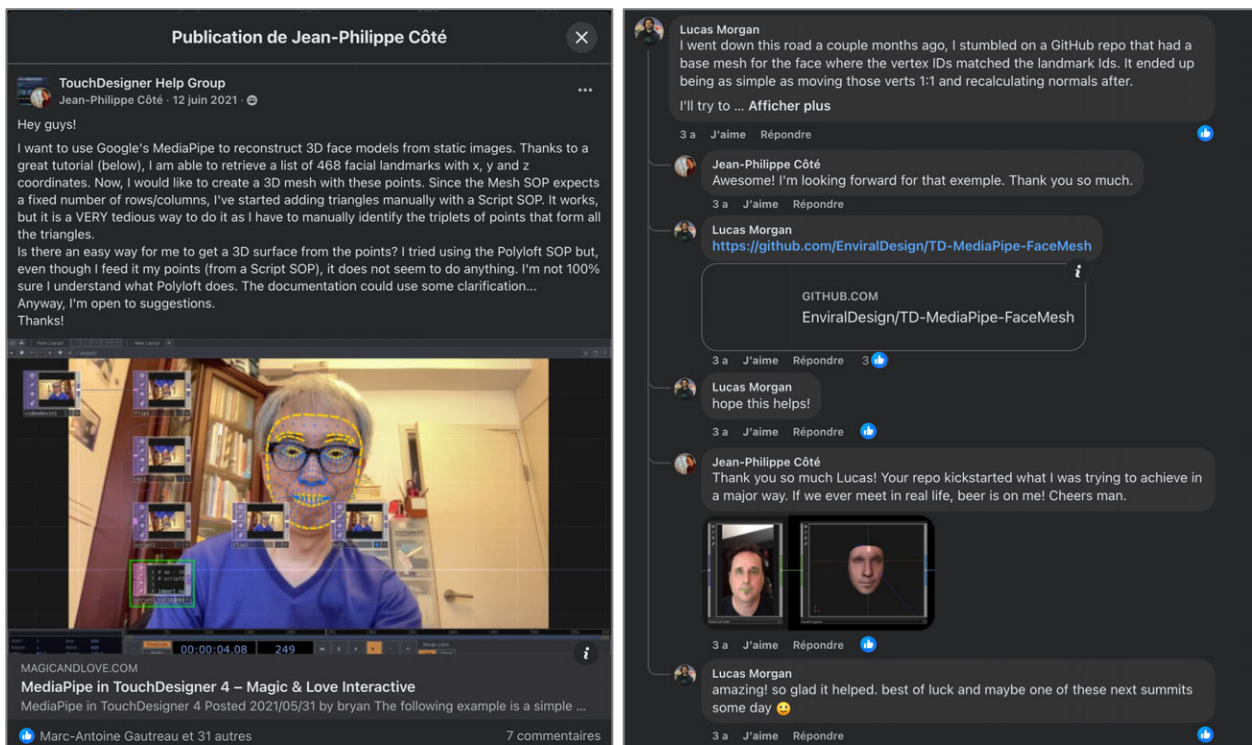 Publication de Jean-Philippe Côté
TouchDesigner Help Group
Jean-Philippe Côté · 12 juin 2021 ·
Hey guys!
I want to use Google's MediaPipe to reconstruct 3D face models from static images. Thanks to a
great tutorial (below), I am able to retrieve a list of 468 facial landmarks with x, y and z
coordinates. Now, I would like to create a 3D mesh with these points. Since the Mesh SOP expects
a fixed number of rows/columns, I've started adding triangles manually with a Script SOP. It works,
but it is a VERY tedious way to do it as I have to manually identify the triplets of points that form all
the triangles.
Is there an easy way for me to get a 3D surface from the points? I tried using the Polyloft SOP but,
even though I feed it my points (from a Script SOP), it does not seem to do anything. I'm not 100%
sure I understand what Polyloft does. The documentation could use some clarification...
Anyway, I'm open to suggestions.
Thanks!
00:00:04.08
249
MAGICANDLOVE.COM
MediaPipe in TouchDesigner 4 – Magic & Love Interactive
MediaPipe in TouchDesigner 4 Posted 2021/05/31 by bryan The following example is a simple ...
Marc-Antoine Gautreau et 31 autres
7 commentaires
Lucas Morgan
I went down this road a couple months ago, I stumbled on a GitHub repo that had a
base mesh for the face where the vertex IDs matched the landmark Ids. It ended up
being as simple as moving those verts 1:1 and recalculating normals after.
I'll try to ... Afficher plus
3 a J'aime Répondre
Jean-Philippe Côté
Awesome! I'm looking forward for that exemple. Thank you so much.
3 a J'aime Répondre
Lucas Morgan
https://github.com/EnviralDesign/TD-MediaPipe-FaceMesh
GITHUB.COM
EnviralDesign/TD-MediaPipe-FaceMesh
3 a J'aime Répondre 3
Lucas Morgan
hope this helps!
3 a J'aime Répondre
Jean-Philippe Côté
Thank you so much Lucas! Your repo kickstarted what I was trying to achieve in
a major way. If we ever meet in real life, beer is on me! Cheers man.
3 a J'aime Répondre
Lucas Morgan
amazing! so glad it helped. best of luck and maybe one of these next summits
some day 😀
3 a J'aime Répondre